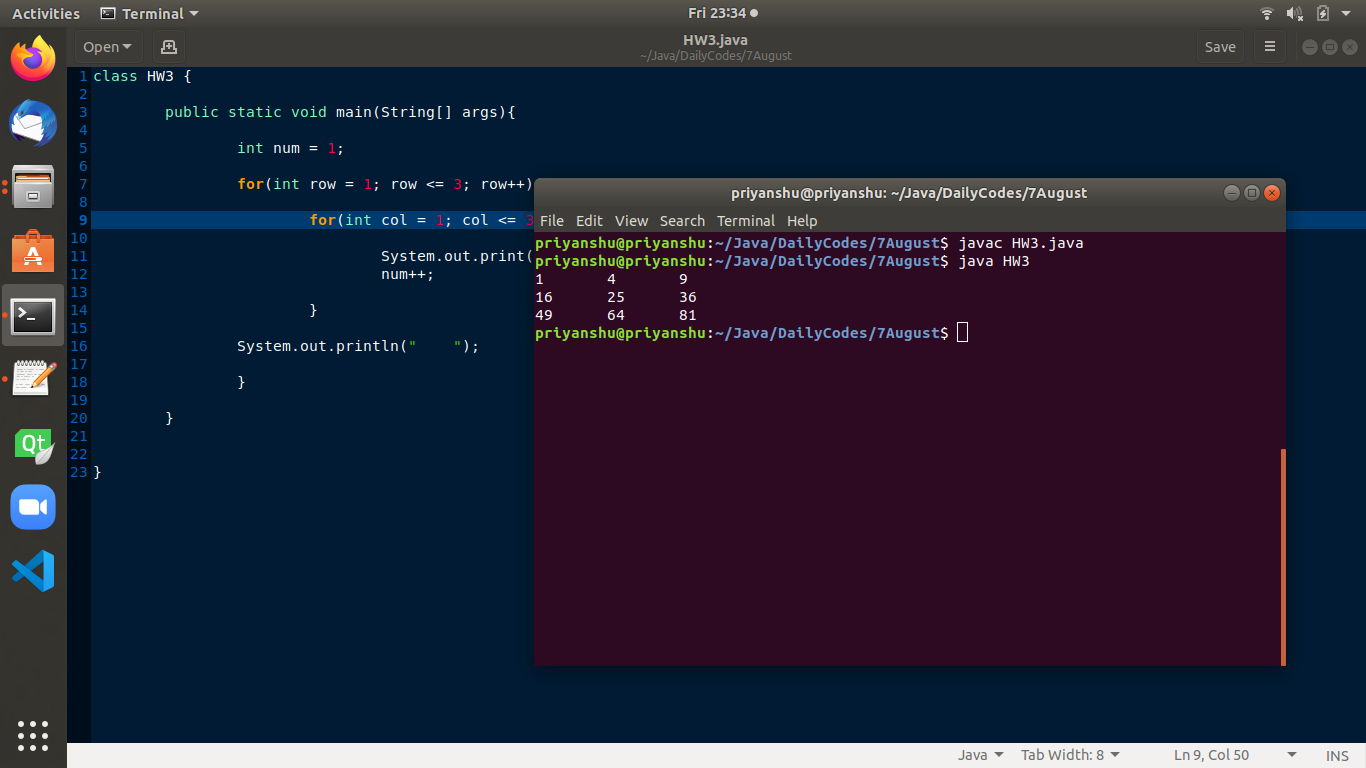 Activities Terminal Fri 23:34
Open HW3.java Save
~/Java/DailyCodes/7August
1 class HW3 {
2
3 public static void main(String[] args){
4
5 int num = 1;
6
7 for(int row = 1; row <= 3; row++)
8
9 for(int col = 1; col <= 3
10
11 System.out.print(
12 num++;
13
14 }
15
16 System.out.println("    ");
17
18 }
19
20 }
21
22
23 }
priyanshu@priyanshu: ~/Java/DailyCodes/7August
File Edit View Search Terminal Help
priyanshu@priyanshu:~/Java/DailyCodes/7August$ javac HW3.java
priyanshu@priyanshu:~/Java/DailyCodes/7August$ java HW3
1 4 9
16 25 36
49 64 81
priyanshu@priyanshu:~/Java/DailyCodes/7August$
Qt
Java Tab Width: 8 Ln 9, Col 50 INS